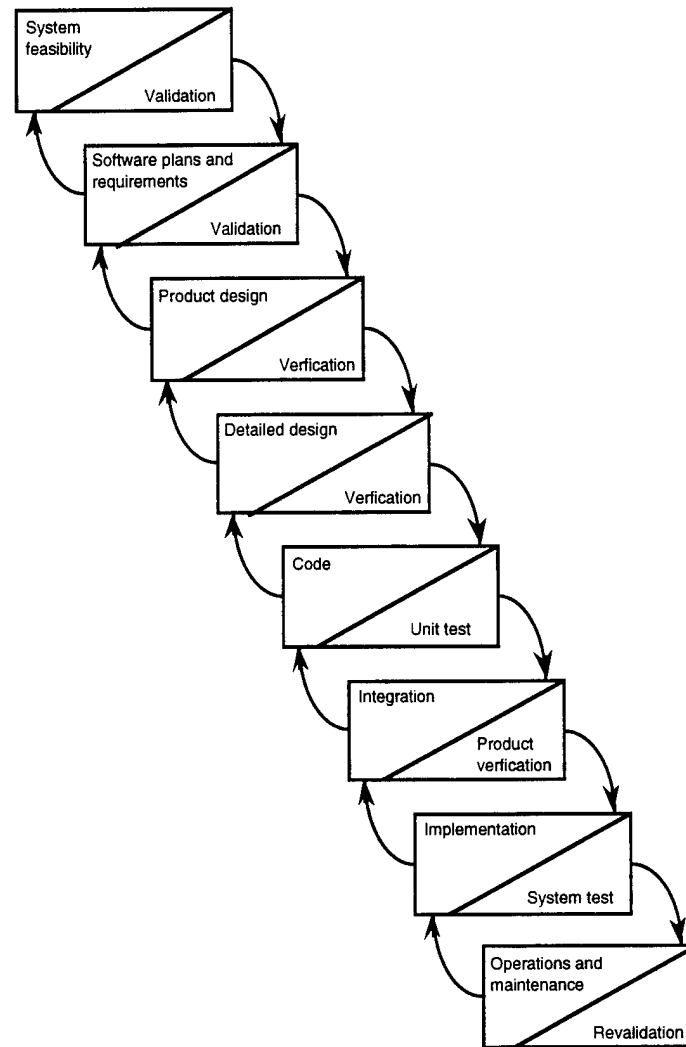 System
feasibility
Validation
Software plans and
requirements
Validation
Product design
Verfication
Detailed design
Verfication
Code
Unit test
Integration
Product
verfication
Implementation
System test
Operations and
maintenance
Revalidation